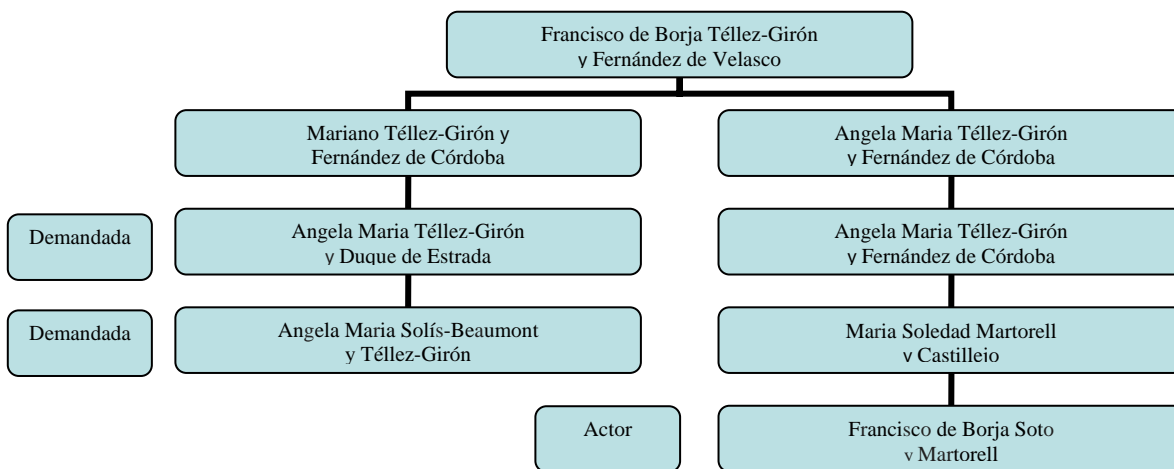 Francisco de Borja Téllez-Girón
y Fernández de Velasco
Mariano Téllez-Girón y
Fernández de Córdoba
Angela Maria Téllez-Girón
y Fernández de Córdoba
Demandada
Angela Maria Téllez-Girón
y Duque de Estrada
Angela Maria Téllez-Girón
y Fernández de Córdoba
Demandada
Angela Maria Solís-Beaumont
y Téllez-Girón
Maria Soledad Martorell
y Castillejo
Actor
Francisco de Borja Soto
y Martorell